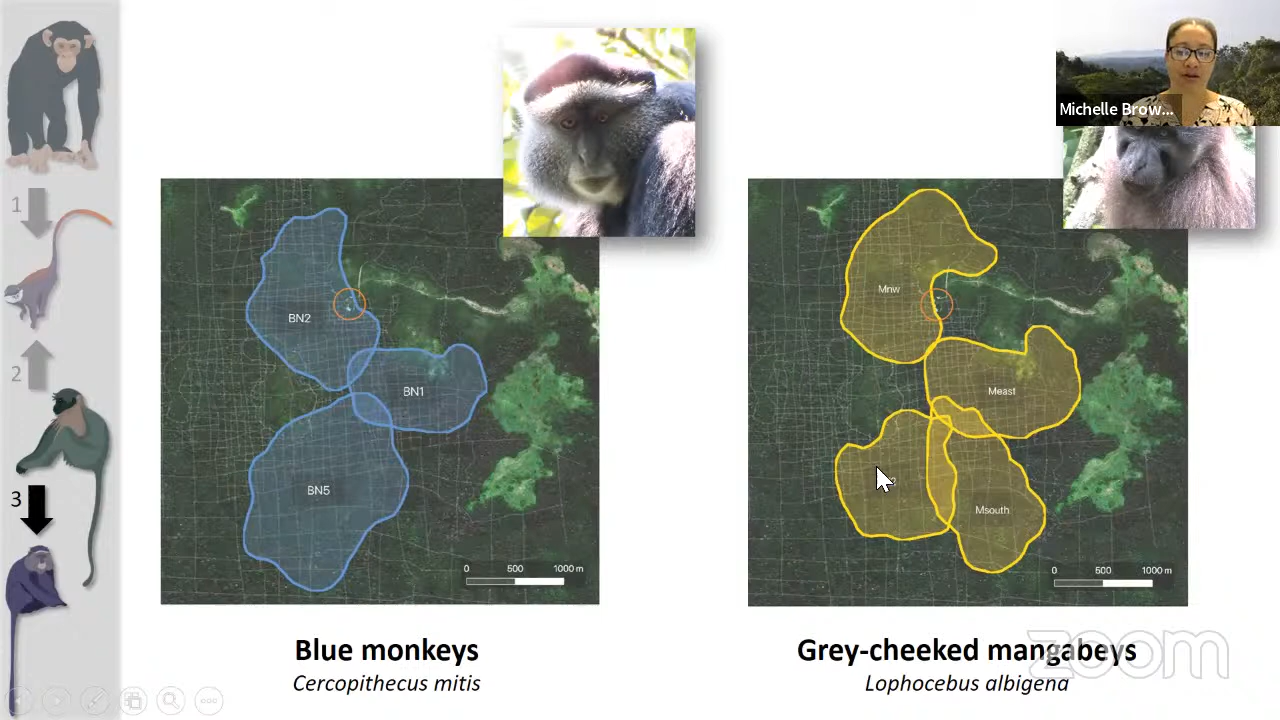 Michelle Brow...
1
2
3
BN2
BN1
BN5
0 500 1000 m
Blue monkeys
Cercopithecus mitis
Mnw
Meast
Msouth
0 500 1000 m
Grey-cheeked mangabeys
Lophocebus albigena
zoom